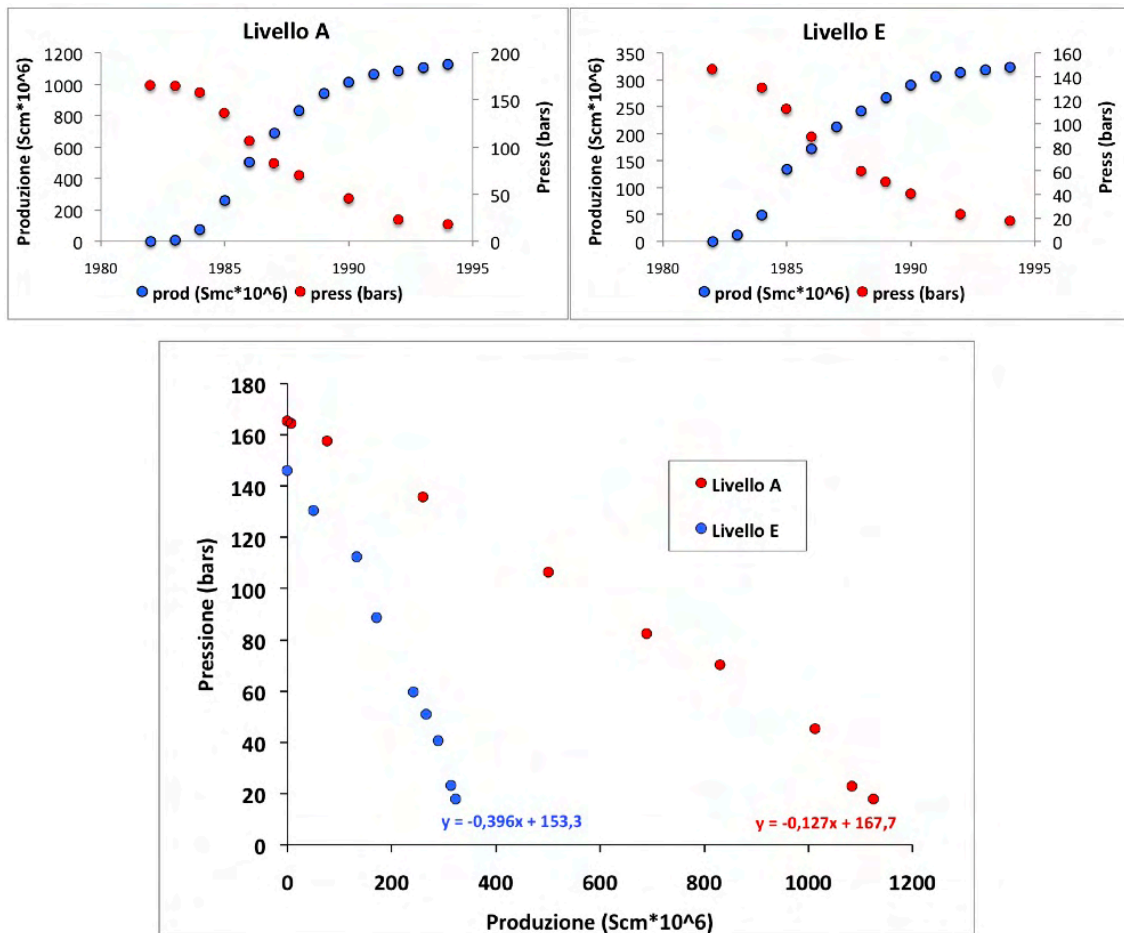 Livello A
1200
1000
800
600
400
200
0
Produzione (Scm*10^6)
200
150
100
50
0
Press (bars)
1980 1985 1990 1995
prod (Smc*10^6) press (bars)
Livello E
350
300
250
200
150
100
50
0
Produzione (Scm*10^6)
160
140
120
100
80
60
40
20
0
Press (bars)
1980 1985 1990 1995
prod (Smc*10^6) press (bars)
180
160
140
120
100
80
60
40
20
0
Pressione (bars)
Livello A
Livello E
y = -0,396x + 153,3
y = -0,127x + 167,7
0 200 400 600 800 1000 1200
Produzione (Scm*10^6)